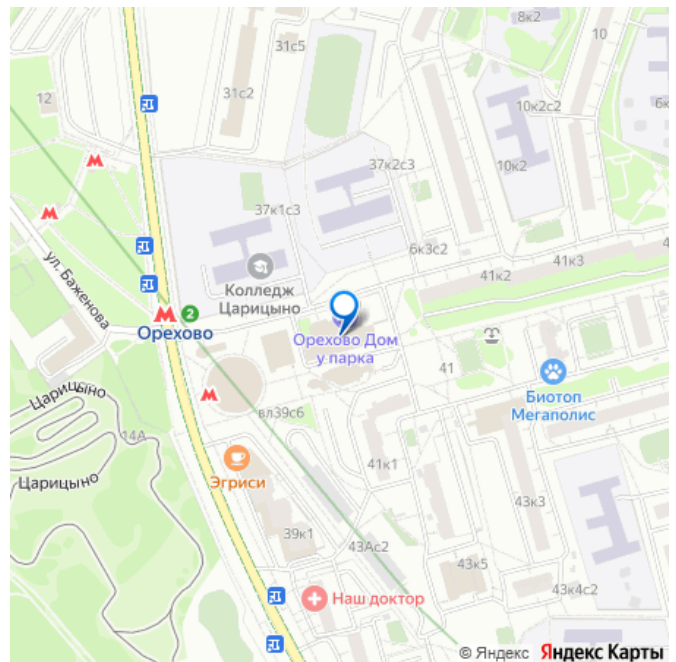 8к2
31с5
10
12
31с2
10к2с2
6к
37к2с3
10к2
37к1с3
6к3с2
ул. Баженова
Колледж
Царицыно
41к2
41к3
4
2
Орехово
Орехово Дом
у парка
41
Биотоп
Мегаполис
Царицыно
вл39с6
14А
Царицыно
Эгриси
41к1
43к3
39к1
43Ас2
43к5
43к4с2
Наш доктор
© Яндекс Яндекс Карты